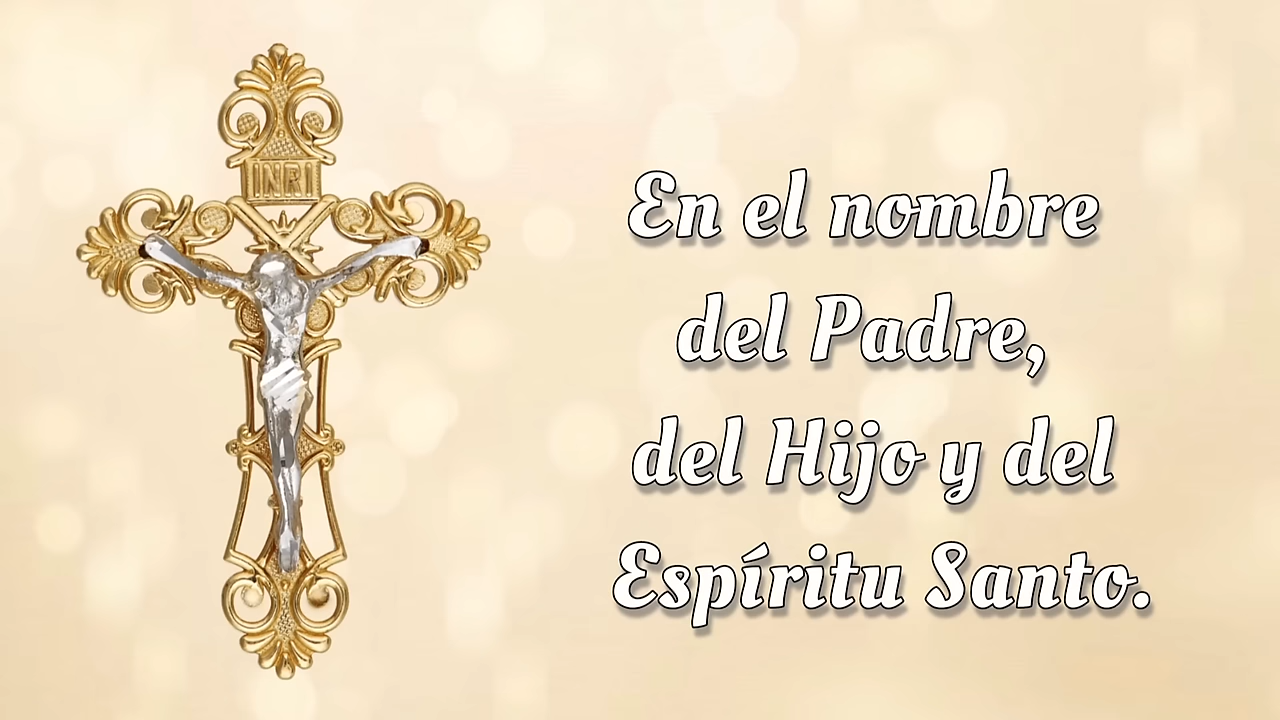 INRI
En el nombre
del Padre,
del Hijo y del
Espíritu Santo.